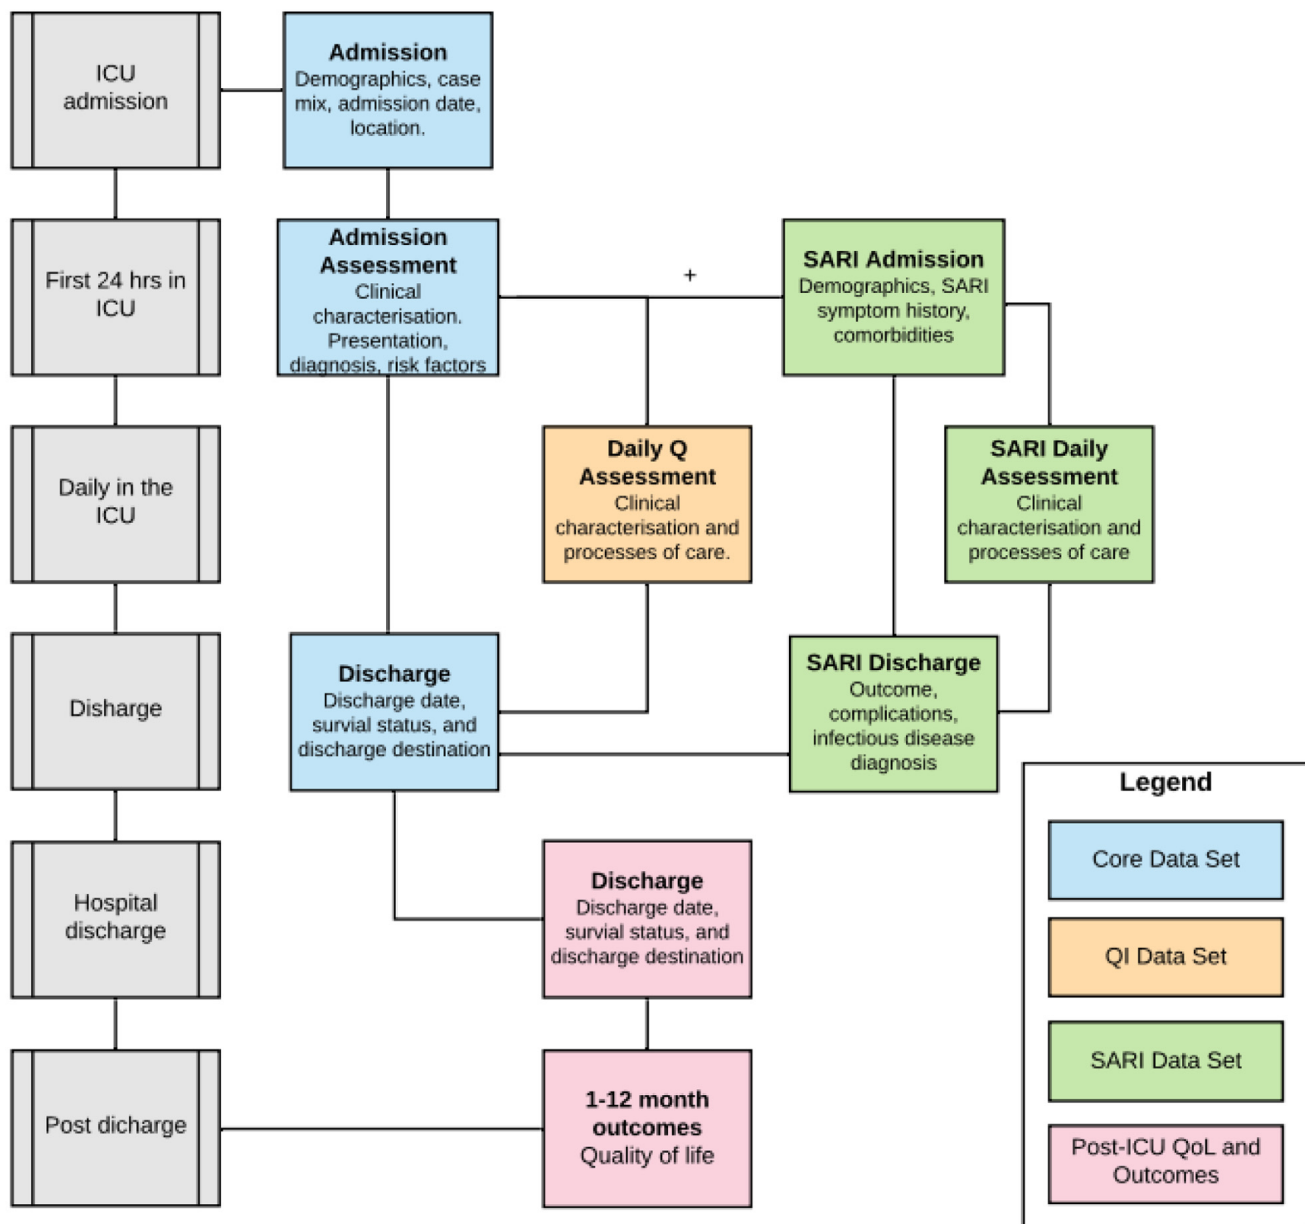 ICU
admission
Admission
Demographics, case
mix, admission date,
location.
First 24 hrs in
ICU
Admission
Assessment
Clinical
characterisation.
Presentation,
diagnosis, risk factors
+
SARI Admission
Demographics, SARI
symptom history,
comorbidities
Daily in the
ICU
Daily Q
Assessment
Clinical
characterisation and
processes of care.
SARI Daily
Assessment
Clinical
characterisation and
processes of care
Disharge
Discharge
Discharge date,
survial status, and
discharge destination
SARI Discharge
Outcome,
complications,
infectious disease
diagnosis
Hospital
discharge
Discharge
Discharge date,
survial status, and
discharge destination
Post dicharge
1-12 month
outcomes
Quality of life
Legend
Core Data Set
QI Data Set
SARI Data Set
Post-ICU QoL and
Outcomes